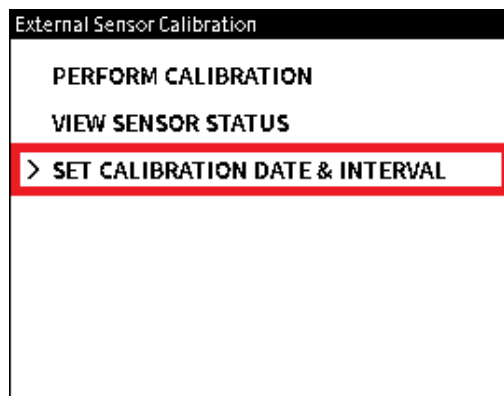 External Sensor Calibration
PERFORM CALIBRATION
VIEW SENSOR STATUS
> SET CALIBRATION DATE & INTERVAL